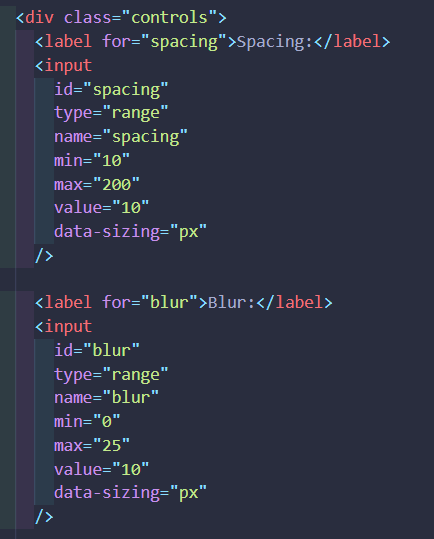 <div class="controls">
<label for="spacing">Spacing:</label>
<input
id="spacing"
type="range"
name="spacing"
min="10"
max="200"
value="10"
data-sizing="px"
/>
<label for="blur">Blur:</label>
<input
id="blur"
type="range"
name="blur"
min="0"
max="25"
value="10"
data-sizing="px"
/>